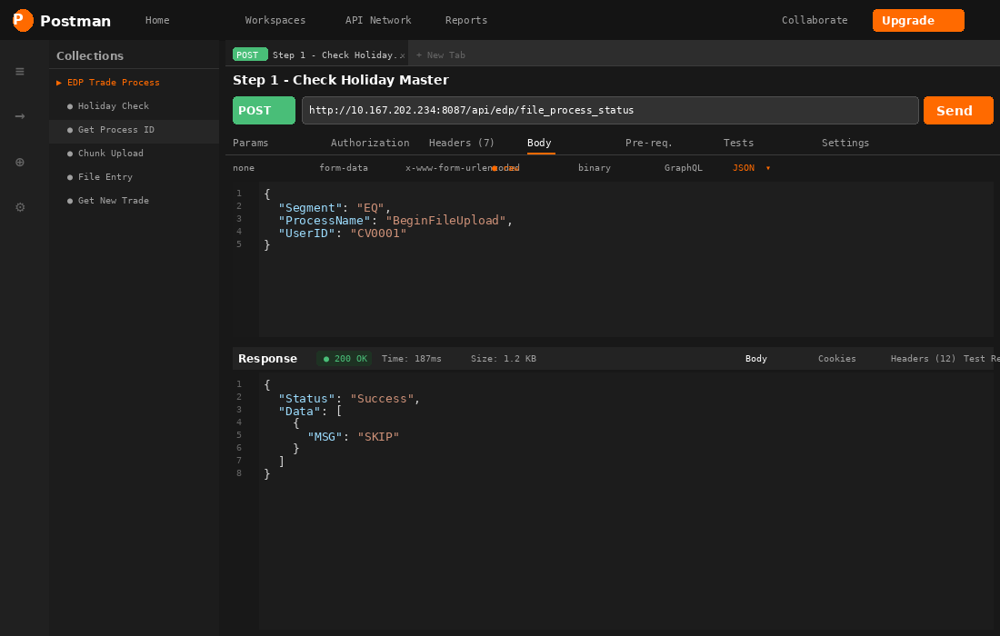 P Postman Home Workspaces API Network Reports Collaborate Upgrade
Collections
▶ EDP Trade Process
● Holiday Check
● Get Process ID
● Chunk Upload
● File Entry
● Get New Trade
POST Step 1 - Check Holiday.. x + New Tab
Step 1 - Check Holiday Master
POST http://10.167.202.234:8087/api/edp/file_process_status Send
Params Authorization Headers (7) Body Pre-req. Tests Settings
none form-data x-www-form-urlencoded ● raw binary GraphQL JSON ▾
1 {
2 "Segment": "EQ",
3 "ProcessName": "BeginFileUpload",
4 "UserID": "CV0001"
5 }
Response ● 200 OK Time: 187ms Size: 1.2 KB Body Cookies Headers (12) Test Re
1 {
2 "Status": "Success",
3 "Data": [
4 {
5 "MSG": "SKIP"
6 }
7 ]
8 }